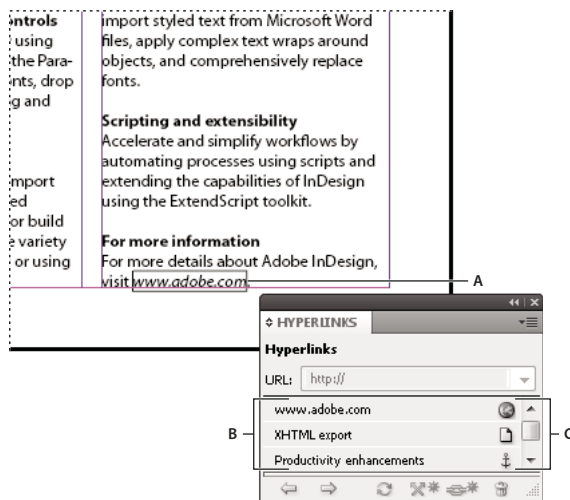 ntrols
using
the Para-
nts, drop
g and
mport
ed
or build
e variety
or using
import styled text from Microsoft Word
files, apply complex text wraps around
objects, and comprehensively replace
fonts.
Scripting and extensibility
Accelerate and simplify workflows by
automating processes using scripts and
extending the capabilities of InDesign
using the ExtendScript toolkit.
For more information
For more details about Adobe InDesign,
visit www.adobe.com.
A
HYPERLINKS
Hyperlinks
URL: http://
www.adobe.com
B
XHTML export
C
Productivity enhancements